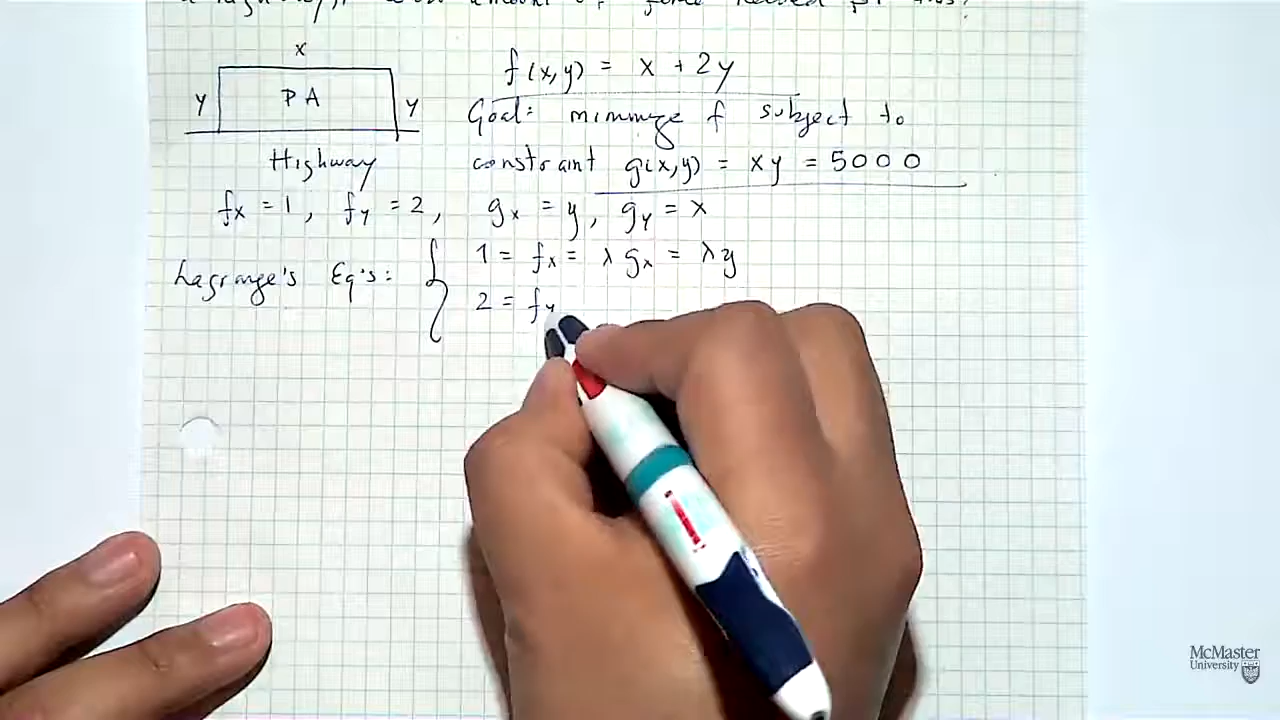 x
y P A y
Highway
f(x,y) = x + 2y
Goal: minimize f subject to
constraint g(x,y) = xy = 5000
fx = 1, fy = 2, gx = y, gy = x
Lagrange's Eq's: { 1 = fx = λ gx = λy
2 = fy
McMaster
University